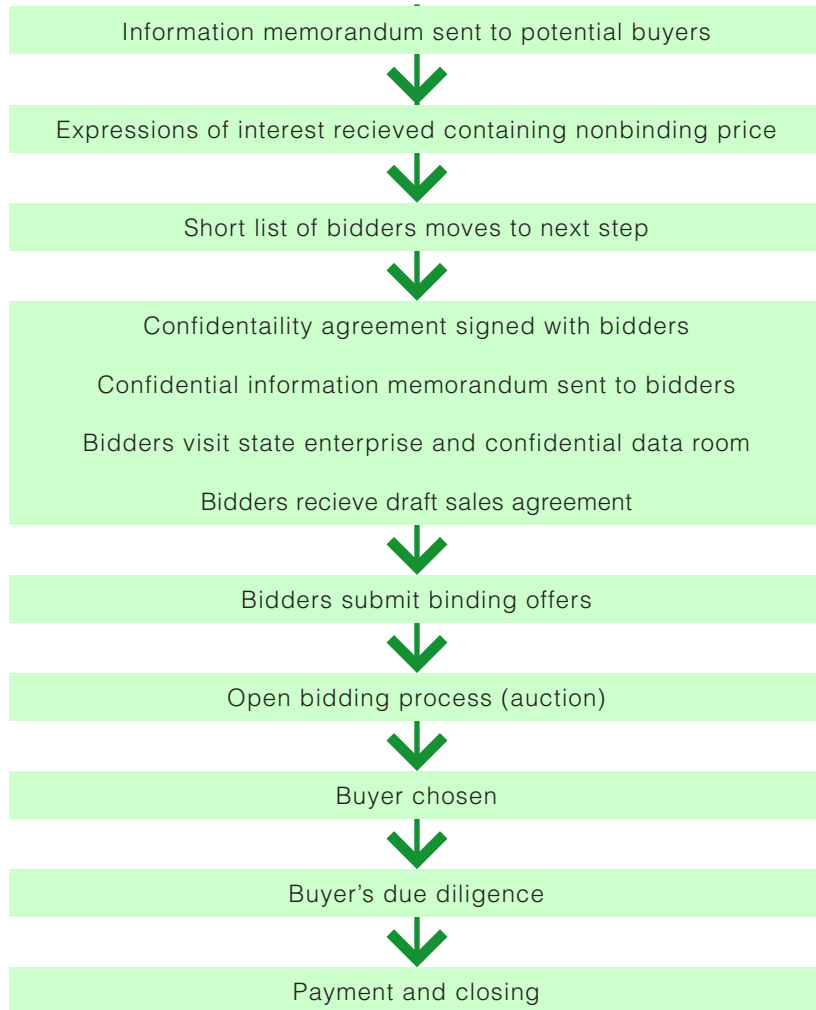 Information memorandum sent to potential buyers
Expressions of interest recieved containing nonbinding price
Short list of bidders moves to next step
Confidentaility agreement signed with bidders
Confidential information memorandum sent to bidders
Bidders visit state enterprise and confidential data room
Bidders recieve draft sales agreement
Bidders submit binding offers
Open bidding process (auction)
Buyer chosen
Buyer’s due diligence
Payment and closing